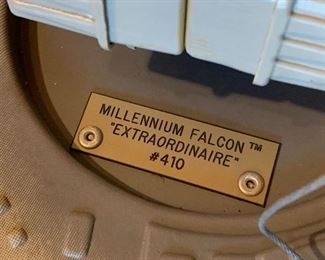 MILLENNIUM FALCON™
"EXTRAORDINAIRE"
#410